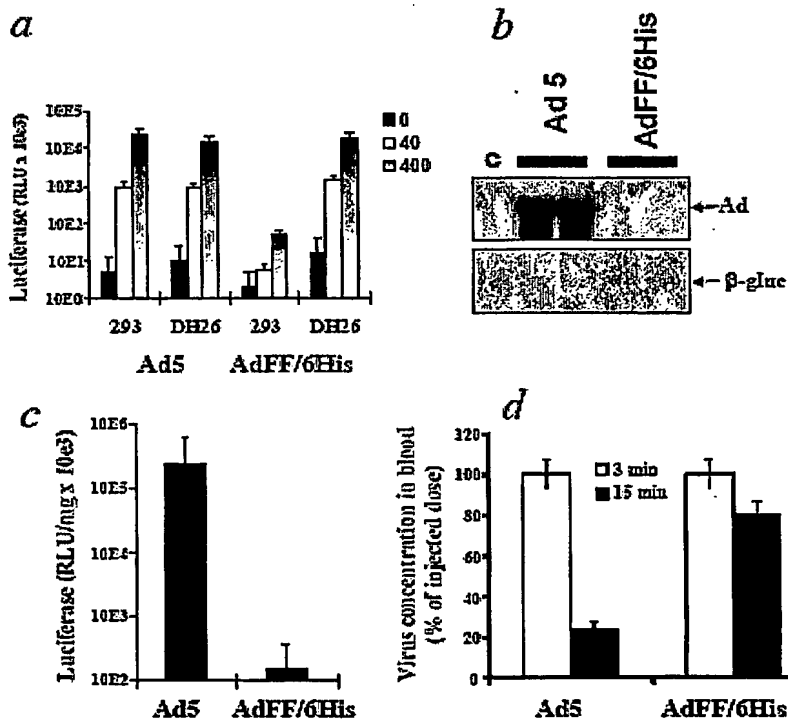 a
10E5
10E4
10E3
10E2
10E1
10E0
Luciferase (RLU x 10e3)
0
40
400
293 DH26 293 DH26
Ad5 AdFF/6His
b
c Ad 5 AdFF/6His
Ad
β-gluc
c
10E6
10E5
10E4
10E3
10E2
Luciferase (RLU/mg x 10e3)
Ad5 AdFF/6His
d
120
100
80
60
40
20
0
Virus concentration in blood
(% of injected dose)
3 min
15 min
Ad5 AdFF/6His